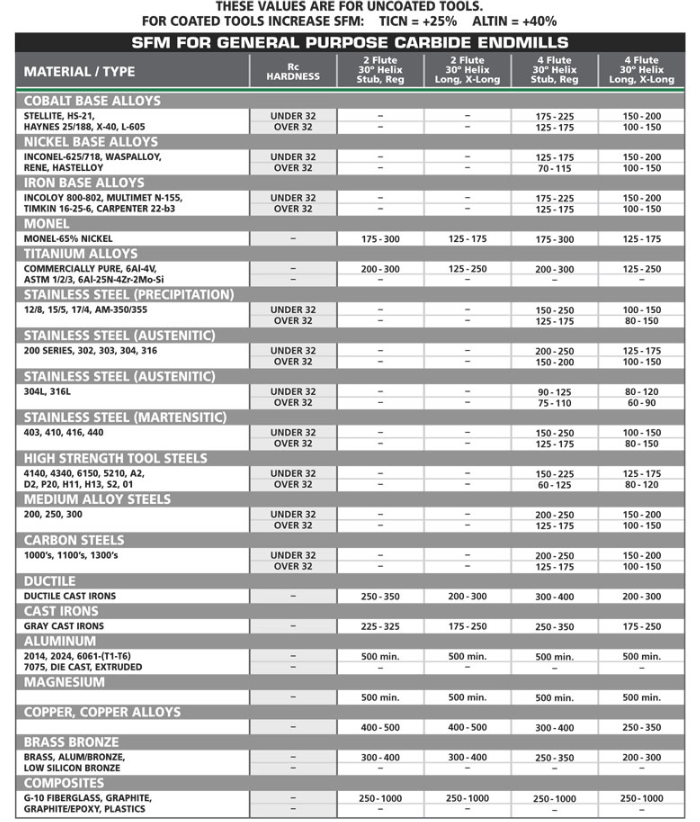 THESE VALUES ARE FOR UNCOATED TOOLS.
FOR COATED TOOLS INCREASE SFM: TICN = +25% ALTIN = +40%
SFM FOR GENERAL PURPOSE CARBIDE ENDMILLS
MATERIAL / TYPE
Rc
HARDNESS
2 Flute
30º Helix
Stub, Reg
2 Flute
30º Helix
Long, X-Long
4 Flute
30º Helix
Stub, Reg
4 Flute
30º Helix
Long, X-Long
COBALT BASE ALLOYS
STELLITE, HS-21, UNDER 32 – – 175-225 150-200
HAYNES 25/188, X-40, L-605 OVER 32 – – 125-175 100-150
NICKEL BASE ALLOYS
INCONEL-625/718, WASPALLOY, UNDER 32 – – 125-175 150-200
RENE, HASTELLOY OVER 32 – – 70-115 100-150
IRON BASE ALLOYS
INCOLOY 800-802, MULTIMET N-155, UNDER 32 – – 175-225 150-200
TIMKIN 16-25-6, CARPENTER 22-b3 OVER 32 – – 125-175 100-150
MONEL
MONEL-65% NICKEL – 175-300 125-175 175-300 125-175
TITANIUM ALLOYS
COMMERCIALLY PURE, 6Al-4V, – 200-300 125-250 200-300 125-250
ASTM 1/2/3, 6Al-25N-4Zr-2Mo-Si – – – – –
STAINLESS STEEL (PRECIPITATION)
12/8, 15/5, 17/4, AM-350/355 UNDER 32 – – 150-250 100-150
OVER 32 – – 125-175 80-150
STAINLESS STEEL (AUSTENITIC)
200 SERIES, 302, 303, 304, 316 UNDER 32 – – 200-250 125-175
OVER 32 – – 150-200 100-150
STAINLESS STEEL (AUSTENITIC)
304L, 316L UNDER 32 – – 90-125 80-120
OVER 32 – – 75-110 60-90
STAINLESS STEEL (MARTENSITIC)
403, 410, 416, 440 UNDER 32 – – 150-250 100-150
OVER 32 – – 125-175 80-150
HIGH STRENGTH TOOL STEELS
4140, 4340, 6150, 5210, A2, UNDER 32 – – 150-225 125-175
D2, P20, H11, H13, S2, 01 OVER 32 – – 60-125 80-120
MEDIUM ALLOY STEELS
200, 250, 300 UNDER 32 – – 200-250 150-200
OVER 32 – – 125-175 100-150
CARBON STEELS
1000's, 1100's, 1300's UNDER 32 – – 200-250 150-200
OVER 32 – – 125-175 100-150
DUCTILE
DUCTILE CAST IRONS – 250-350 200-300 300-400 200-300
CAST IRONS
GRAY CAST IRONS – 225-325 175-250 250-350 175-250
ALUMINUM
2014, 2024, 6061-(T1-T6) – 500 min. 500 min. 500 min. 500 min.
7075, DIE CAST, EXTRUDED – – – – –
MAGNESIUM
– 500 min. 500 min. 500 min. 500 min.
COPPER, COPPER ALLOYS
– 400-500 400-500 300-400 250-350
BRASS BRONZE
BRASS, ALUM/BRONZE, – 300-400 300-400 250-350 200-300
LOW SILICON BRONZE – – – – –
COMPOSITES
G-10 FIBERGLASS, GRAPHITE, – 250-1000 250-1000 250-1000 250-1000
GRAPHITE/EPOXY, PLASTICS – – – – –